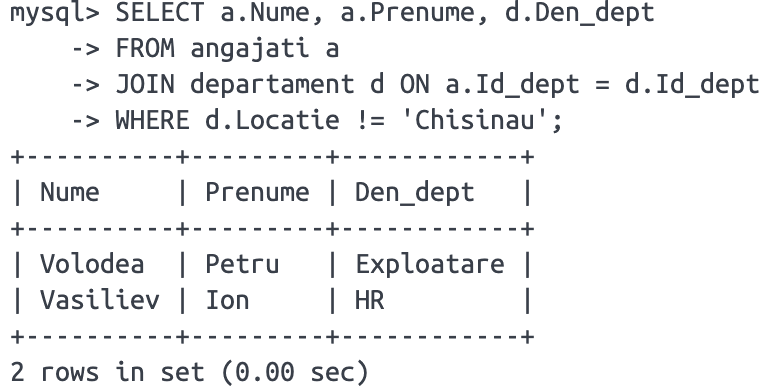 mysql> SELECT a.Nume, a.Prenume, d.Den_dept
    -> FROM angajati a
    -> JOIN departament d ON a.Id_dept = d.Id_dept
    -> WHERE d.Locatie != 'Chisinau';
+----------+---------+------------+
| Nume     | Prenume | Den_dept   |
+----------+---------+------------+
| Volodea  | Petru   | Exploatare |
| Vasiliev | Ion     | HR         |
+----------+---------+------------+
2 rows in set (0.00 sec)